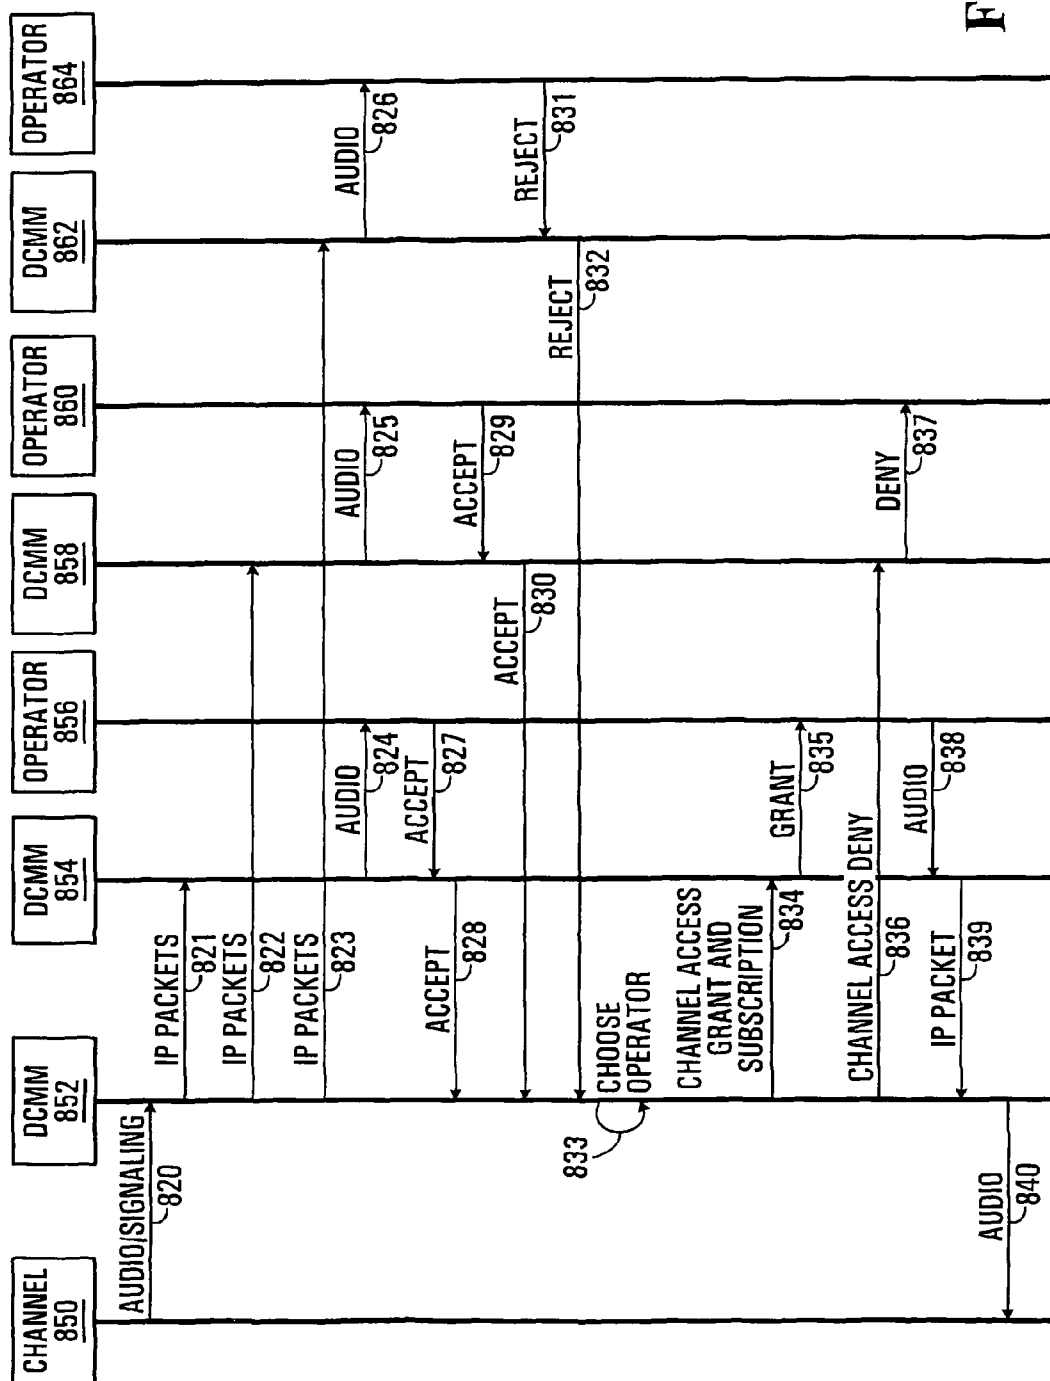 CHANNEL
850
DCMM
852
DCMM
854
OPERATOR
856
DCMM
858
OPERATOR
860
DCMM
862
OPERATOR
864
AUDIO/SIGNALING
820
IP PACKETS
821
IP PACKETS
822
IP PACKETS
823
AUDIO
824
AUDIO
825
AUDIO
826
ACCEPT
827
ACCEPT
828
ACCEPT
829
ACCEPT
830
REJECT
831
REJECT
832
CHOOSE
OPERATOR
833
CHANNEL ACCESS
GRANT AND
SUBSCRIPTION
834
GRANT
835
CHANNEL ACCESS DENY
836
DENY
837
AUDIO
838
IP PACKET
839
AUDIO
840
F